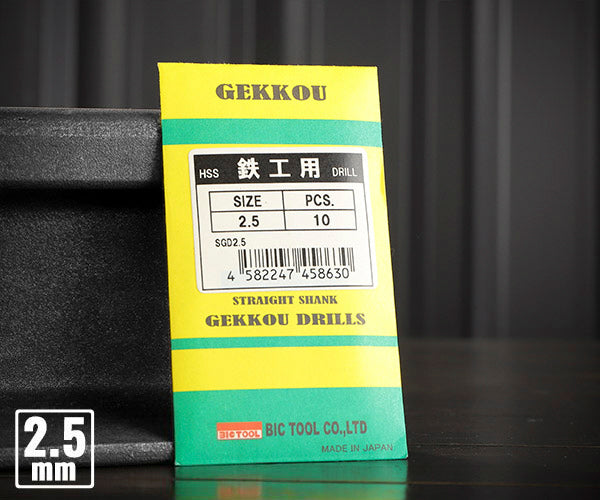 GEKKOU
HSS 鉄工用 DRILL
SIZE PCS.
2.5 10
SGD2.5
4 582247 458630
STRAIGHT SHANK
GEKKOU DRILLS
BIC TOOL BIC TOOL CO.,LTD
MADE IN JAPAN
2.5
mm